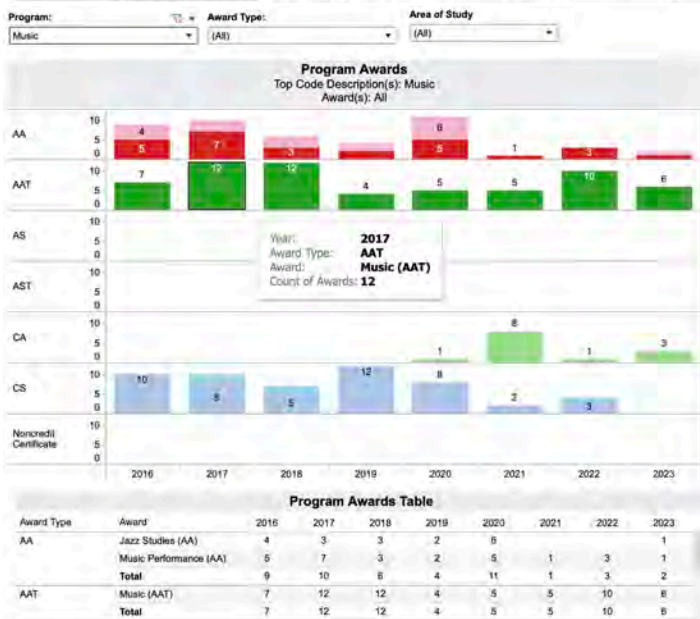 Program:
Award Type:
Area of Study
Music
(All)
(All)
Program Awards
Top Code Description(s): Music
Award(s): All
AA
10
5
0
4
5
7
3
6
5
1
3
AAT
10
5
0
7
12
12
4
5
5
10
6
AS
10
5
0
Year: 2017
Award Type: AAT
Award: Music (AAT)
Count of Awards: 12
AST
10
5
0
CA
10
5
0
1
8
1
3
CS
10
5
0
10
8
5
12
8
2
3
Noncredit
Certificate
10
5
0
2016 2017 2018 2019 2020 2021 2022 2023
Program Awards Table
Award Type Award 2016 2017 2018 2019 2020 2021 2022 2023
AA Jazz Studies (AA) 4 3 3 2 6 1
Music Performance (AA) 5 7 3 2 5 1 3 1
Total 9 10 6 4 11 1 3 2
AAT Music (AAT) 7 12 12 4 5 5 10 6
Total 7 12 12 4 5 5 10 6